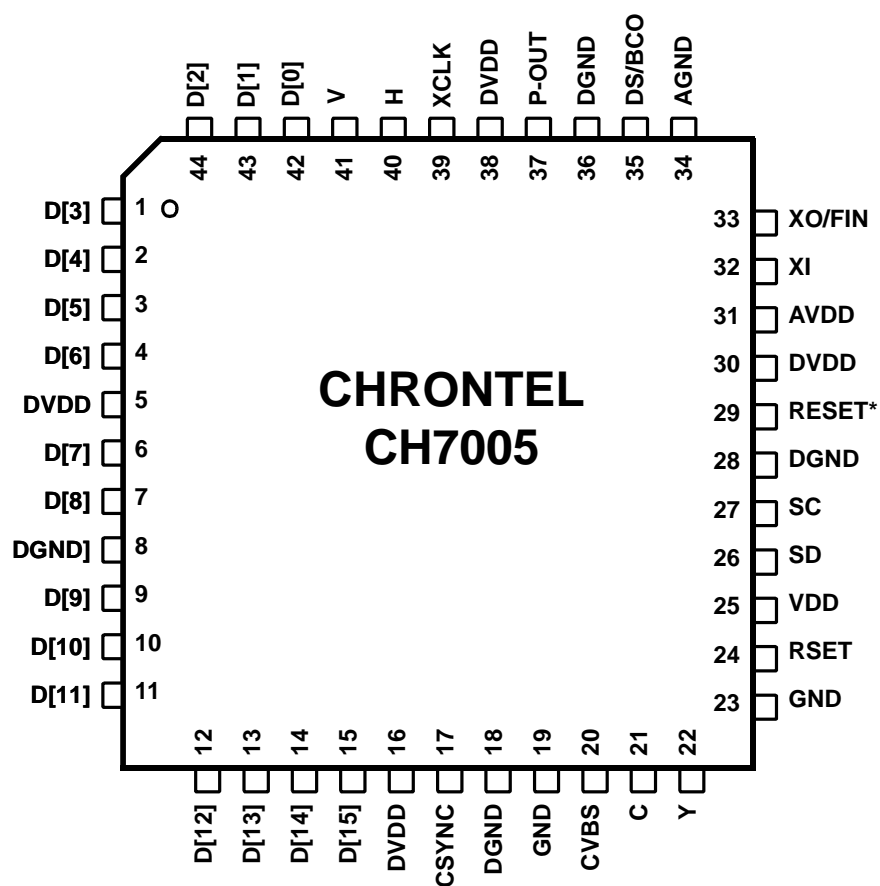 D[2] D[1] D[0] V H XCLK DVDD P-OUT DGND DS/BCO AGND
44 43 42 41 40 39 38 37 36 35 34
D[3] 1
D[4] 2
D[5] 3
D[6] 4
DVDD 5
D[7] 6
D[8] 7
DGND] 8
D[9] 9
D[10] 10
D[11] 11
CHRONTEL
CH7005
33 XO/FIN
32 XI
31 AVDD
30 DVDD
29 RESET*
28 DGND
27 SC
26 SD
25 VDD
24 RSET
23 GND
12 13 14 15 16 17 18 19 20 21 22
D[12] D[13] D[14] D[15] DVDD CSYNC DGND GND CVBS C Y